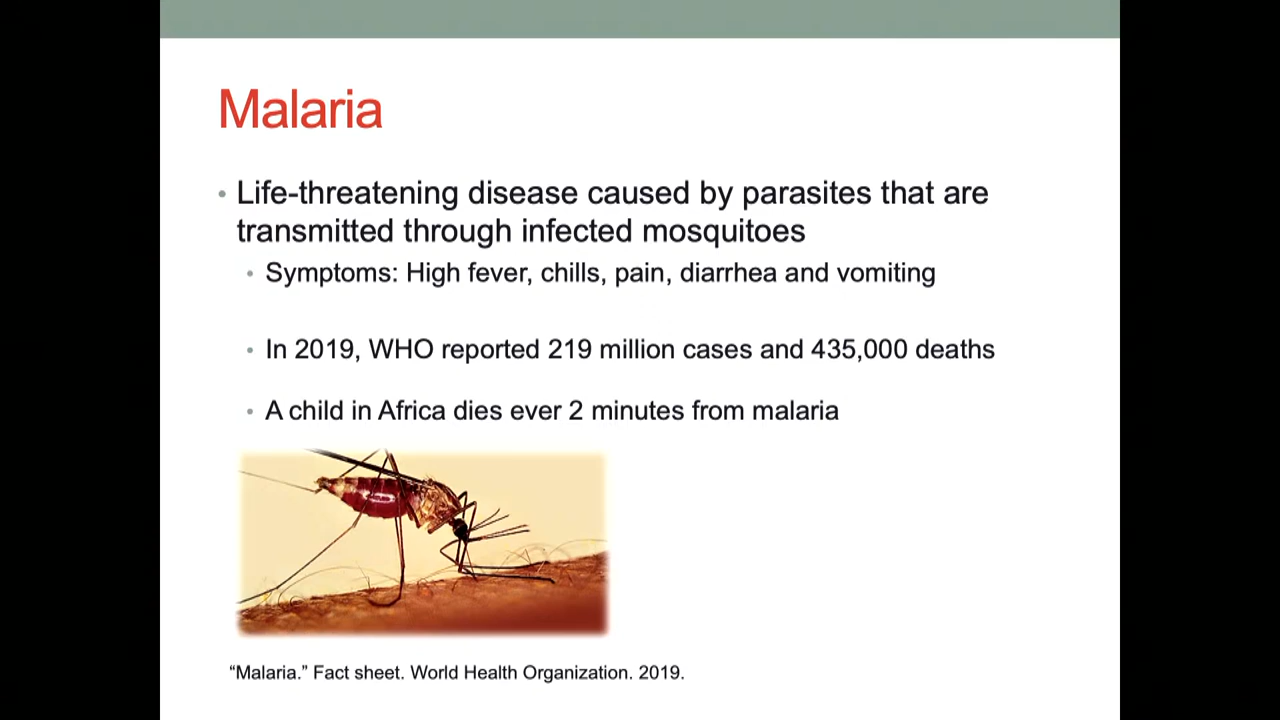 Malaria
• Life-threatening disease caused by parasites that are
transmitted through infected mosquitoes
• Symptoms: High fever, chills, pain, diarrhea and vomiting
• In 2019, WHO reported 219 million cases and 435,000 deaths
• A child in Africa dies ever 2 minutes from malaria
“Malaria.” Fact sheet. World Health Organization. 2019.